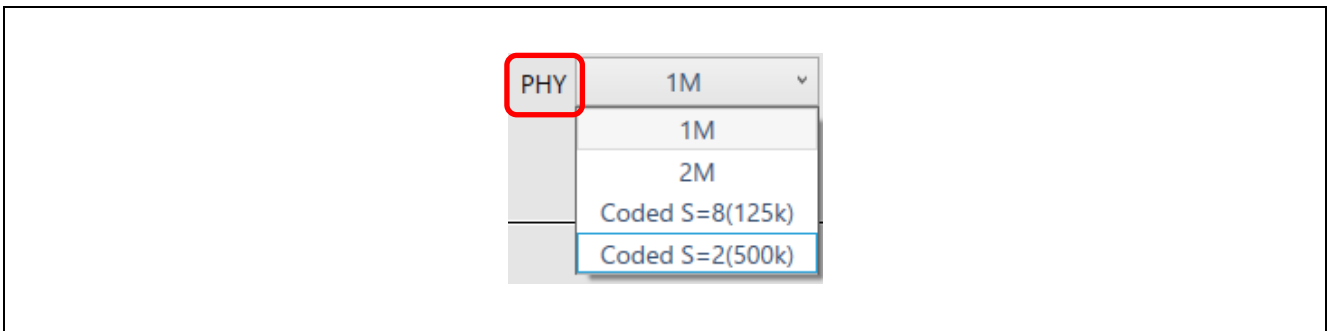 PHY 1M
1M
2M
Coded S=8(125k)
Coded S=2(500k)